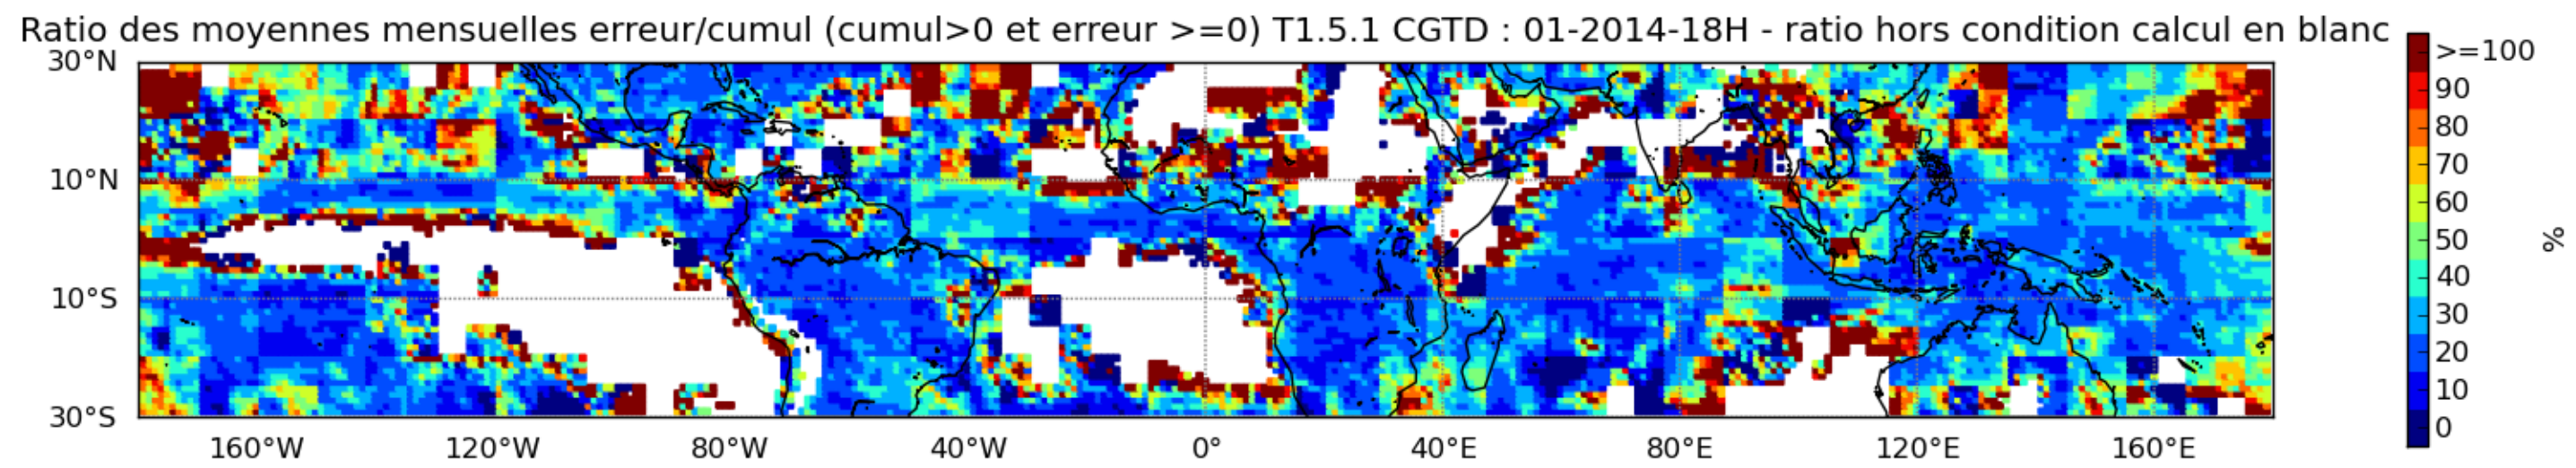 Ratio des moyennes mensuelles erreur/cumul (cumul>0 et erreur >=0) T1.5.1 CGTD : 01-2014-18H - ratio hors condition calcul en blanc
30°N
10°N
10°S
30°S
160°W 120°W 80°W 40°W 0° 40°E 80°E 120°E 160°E
>=100
90
80
70
60
50
40
30
20
10
0
%